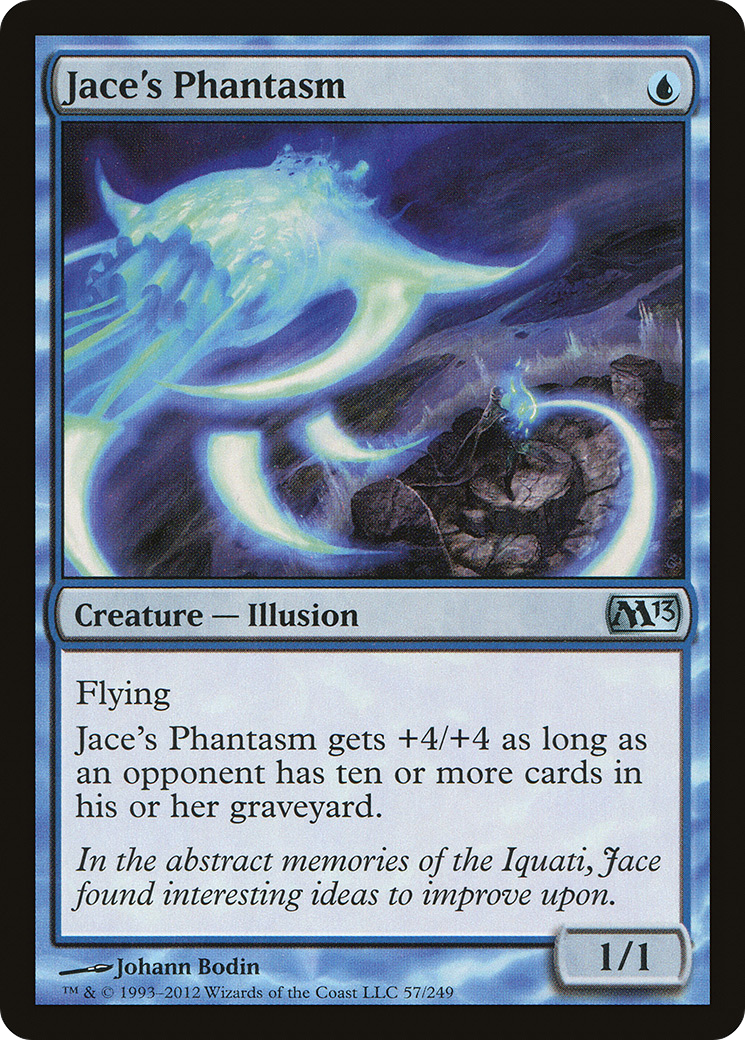 Jace's Phantasm
Creature — Illusion
M13
Flying
Jace's Phantasm gets +4/+4 as long as
an opponent has ten or more cards in
his or her graveyard.
In the abstract memories of the Iquati, Jace
found interesting ideas to improve upon.
1/1
Johann Bodin
™ & © 1993–2012 Wizards of the Coast LLC 57/249